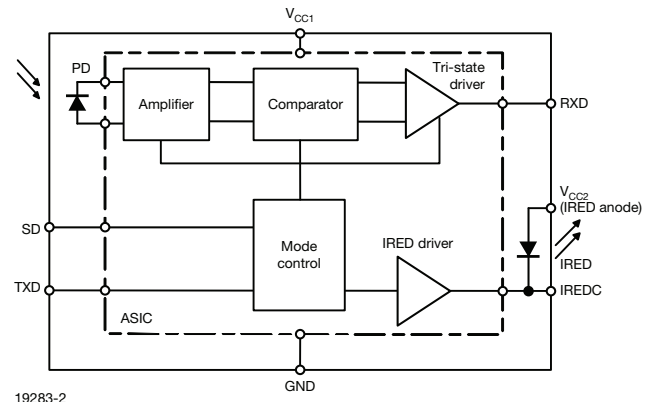 VCC1
PD
Amplifier
Comparator
Tri-state
driver
RXD
VCC2
(IRED anode)
SD
Mode
control
IRED driver
IRED
TXD
IREDC
ASIC
GND
19283-2